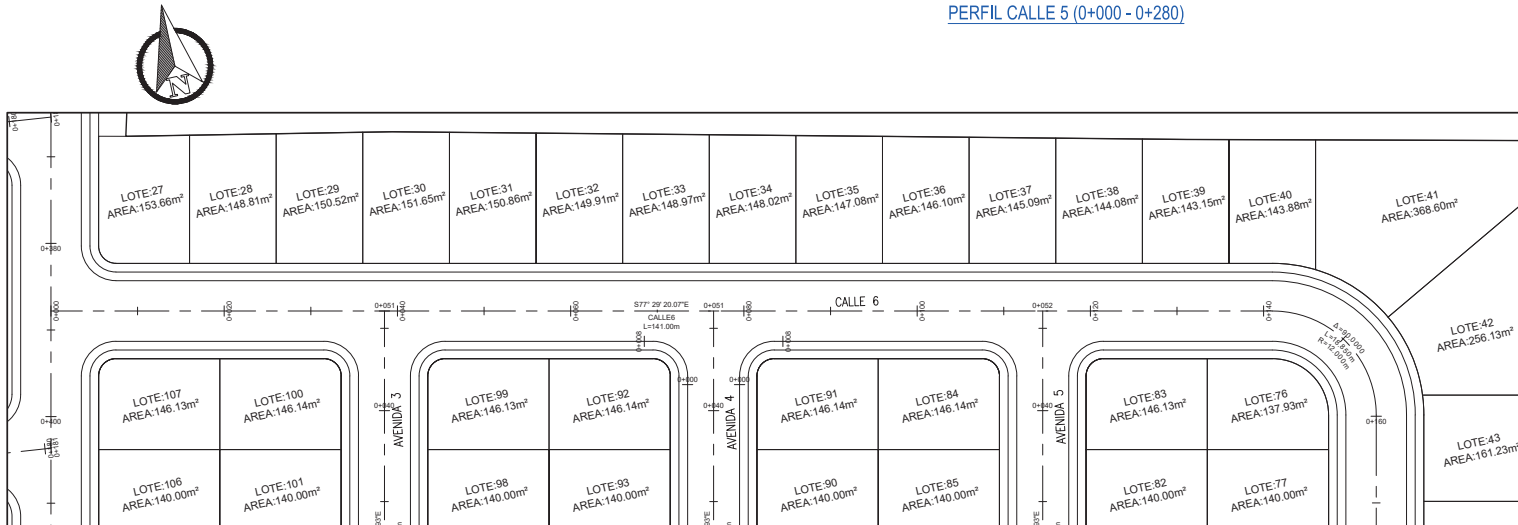 PERFIL CALLE 5 (0+000 - 0+280)
N
LOTE:27
AREA:153.66m²
LOTE:28
AREA:148.81m²
LOTE:29
AREA:150.52m²
LOTE:30
AREA:151.65m²
LOTE:31
AREA:150.86m²
LOTE:32
AREA:149.91m²
LOTE:33
AREA:148.97m²
LOTE:34
AREA:148.02m²
LOTE:35
AREA:147.08m²
LOTE:36
AREA:146.10m²
LOTE:37
AREA:145.09m²
LOTE:38
AREA:144.08m²
LOTE:39
AREA:143.15m²
LOTE:40
AREA:143.88m²
LOTE:41
AREA:368.60m²
0+380
0+000
0+020
0+051
0+040
0+060
S77° 29' 20.07"E
CALLE6
L=141.00m
0+051
0+080
CALLE 6
0+100
0+052
0+120
0+140
Δ=90.0000
L=18.850m
R=12.000m
LOTE:42
AREA:256.13m²
0+008
0+008
0+000
0+000
LOTE:107
AREA:146.13m²
LOTE:100
AREA:146.14m²
0+040
AVENIDA 3
LOTE:99
AREA:146.13m²
LOTE:92
AREA:146.14m²
0+040
AVENIDA 4
LOTE:91
AREA:146.14m²
LOTE:84
AREA:146.14m²
0+040
AVENIDA 5
LOTE:83
AREA:146.13m²
LOTE:76
AREA:137.93m²
0+160
0+400
0+181
LOTE:43
AREA:161.23m²
LOTE:106
AREA:140.00m²
LOTE:101
AREA:140.00m²
LOTE:98
AREA:140.00m²
LOTE:93
AREA:140.00m²
LOTE:90
AREA:140.00m²
LOTE:85
AREA:140.00m²
LOTE:82
AREA:140.00m²
LOTE:77
AREA:140.00m²